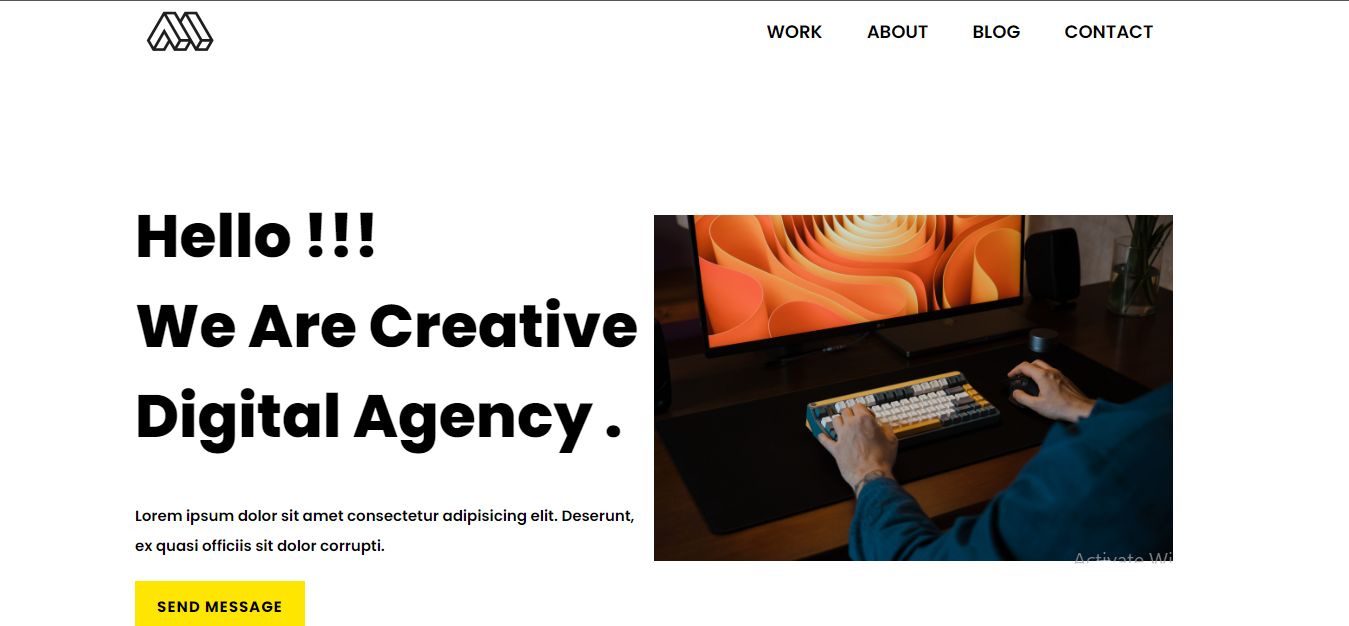 WORK ABOUT BLOG CONTACT
Hello !!!
We Are Creative
Digital Agency .
Lorem ipsum dolor sit amet consectetur adipisicing elit. Deserunt,
ex quasi officiis sit dolor corrupti.
Activate Wi
SEND MESSAGE